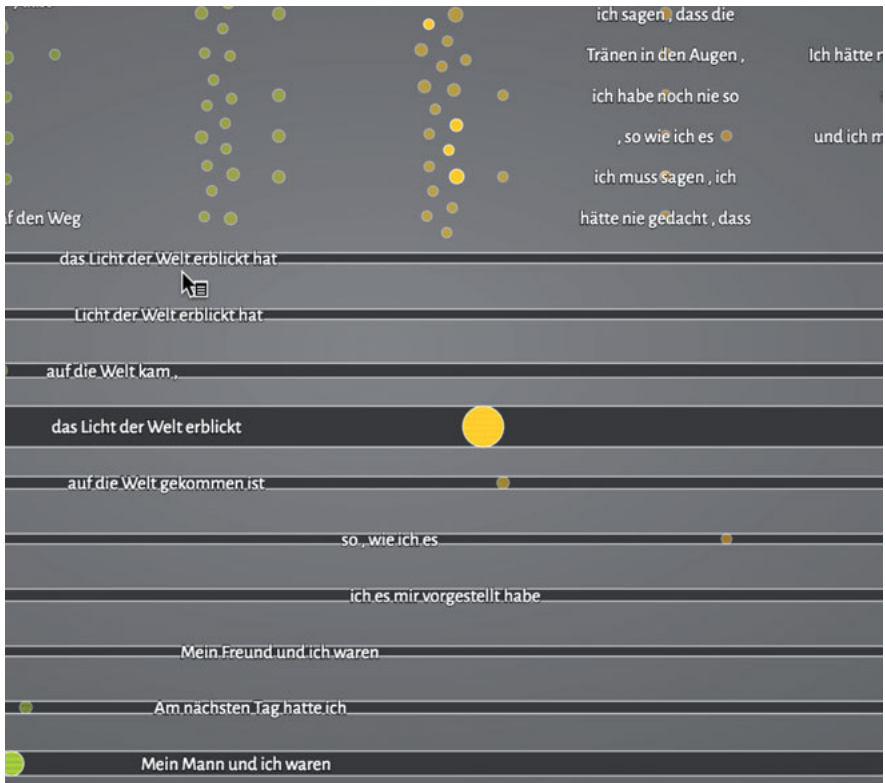 ich sagen , dass die
Tränen in den Augen ,
Ich hätte
ich habe noch nie so
, so wie ich es
und ich
ich muss sagen , ich
den Weg
hätte nie gedacht , dass
das Licht der Welt erblickt hat
Licht der Welt erblickt hat
auf die Welt kam ,
das Licht der Welt erblickt
auf die Welt gekommen ist
so , wie ich es
ich es mir vorgestellt habe
Mein Freund und ich waren
Am nächsten Tag hatte ich
Mein Mann und ich waren